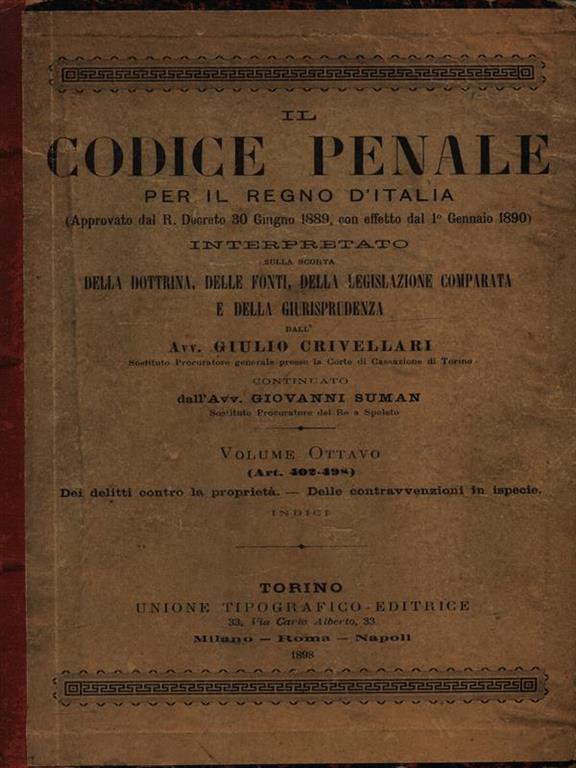 IL
CODICE PENALE
PER IL REGNO D'ITALIA
(Approvato dal R. Decreto 30 Giugno 1889, con effetto dal 1º Gennaio 1890)
INTERPRETATO
SULLA SCORTA
DELLA DOTTRINA, DELLE FONTI, DELLA LEGISLAZIONE COMPARATA
E DELLA GIURISPRUDENZA
DALL'
Avv. GIULIO CRIVELLARI
Sostituto Procuratore generale presso la Corte di Cassazione di Torino
CONTINUATO
dall'Avv. GIOVANNI SUMAN
Sostituto Procuratore del Re a Spoleto
VOLUME OTTAVO
(Art. 402-498)
Dei delitti contro la proprietà. — Delle contravvenzioni in ispecie.
INDICI
TORINO
UNIONE TIPOGRAFICO-EDITRICE
33, Via Carlo Alberto, 33
Milano — Roma — Napoli
1898